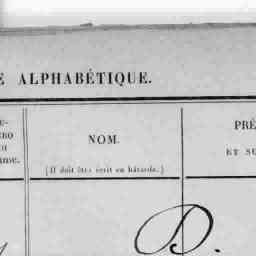 E ALPHABÉTIQUE.
NOM.
(Il doit être écrit en bâtarde.)
PRÉ
ET SU
D.